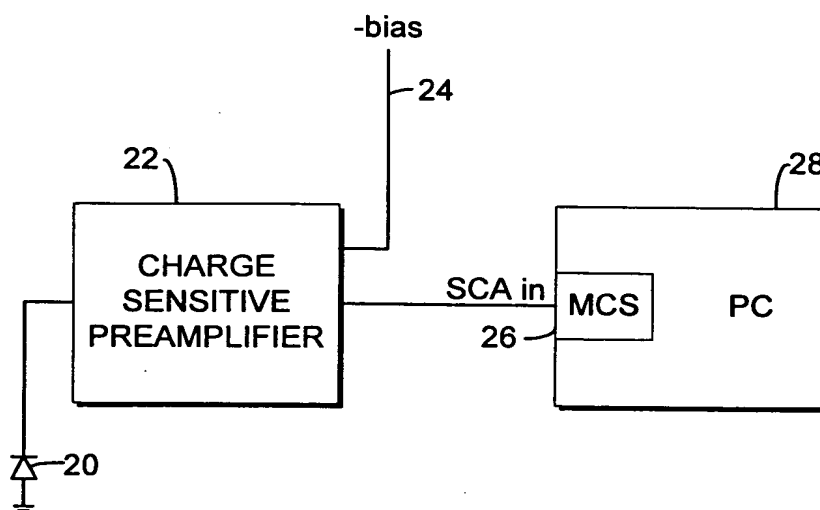 -bias
24
22
28
CHARGE
SENSITIVE
PREAMPLIFIER
SCA in
MCS
PC
26
20